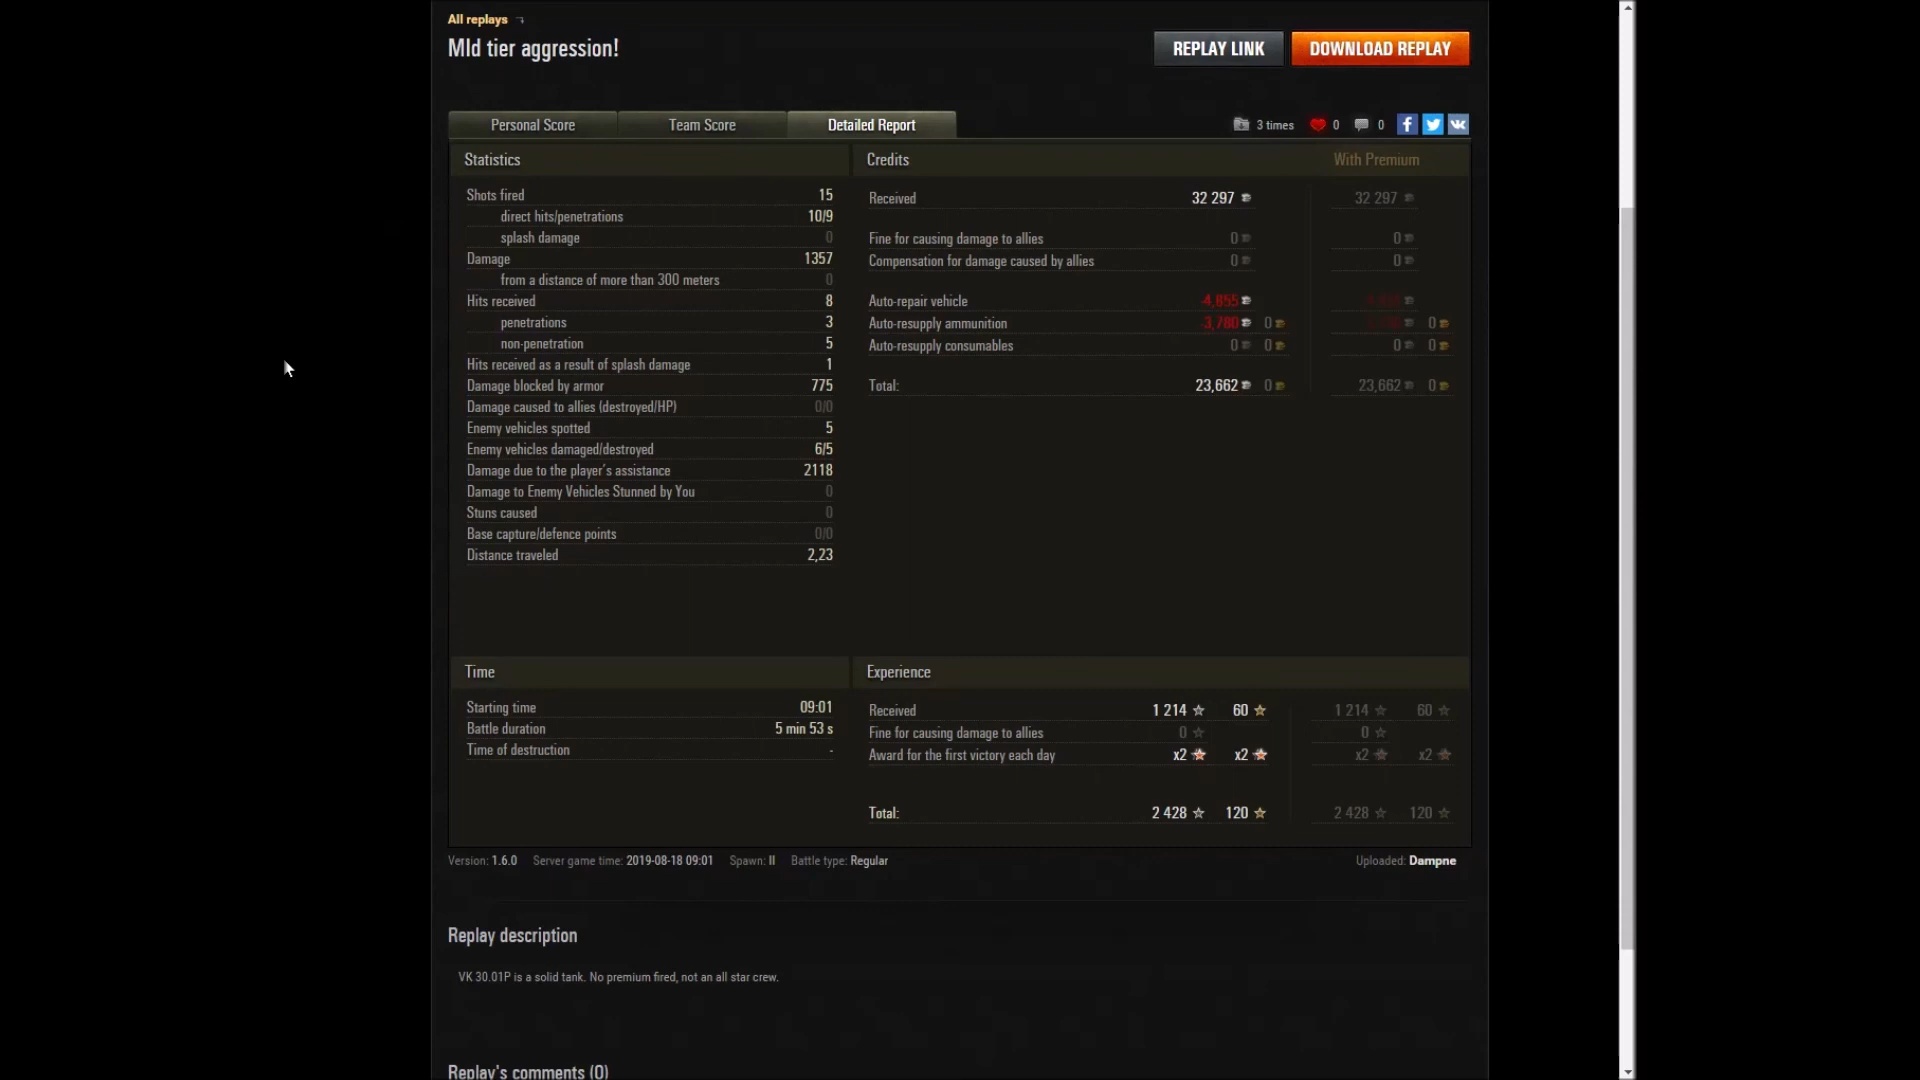 All replays
MId tier aggression!
REPLAY LINK
DOWNLOAD REPLAY
Personal Score
Team Score
Detailed Report
3 times
0
0
Statistics
Shots fired 15
direct hits/penetrations 10/9
splash damage 0
Damage 1357
from a distance of more than 300 meters 0
Hits received 8
penetrations 3
non-penetration 5
Hits received as a result of splash damage 1
Damage blocked by armor 775
Damage caused to allies (destroyed/HP) 0/0
Enemy vehicles spotted 5
Enemy vehicles damaged/destroyed 6/5
Damage due to the player's assistance 2118
Damage to Enemy Vehicles Stunned by You 0
Stuns caused 0
Base capture/defence points 0/0
Distance traveled 2,23
Credits With Premium
Received 32 297 32 297
Fine for causing damage to allies 0 0
Compensation for damage caused by allies 0 0
Auto-repair vehicle -4,855
Auto-resupply ammunition -3,780 0 0
Auto-resupply consumables 0 0 0 0
Total: 23,662 0 23,662 0
Time
Starting time 09:01
Battle duration 5 min 53 s
Time of destruction -
Experience
Received 1 214 60 1 214 60
Fine for causing damage to allies 0 0
Award for the first victory each day x2 x2 x2 x2
Total: 2 428 120 2 428 120
Version: 1.6.0 Server game time: 2019-08-18 09:01 Spawn: II Battle type: Regular
Uploaded: Dampne
Replay description
VK 30.01P is a solid tank. No premium fired, not an all star crew.
Replay's comments (0)